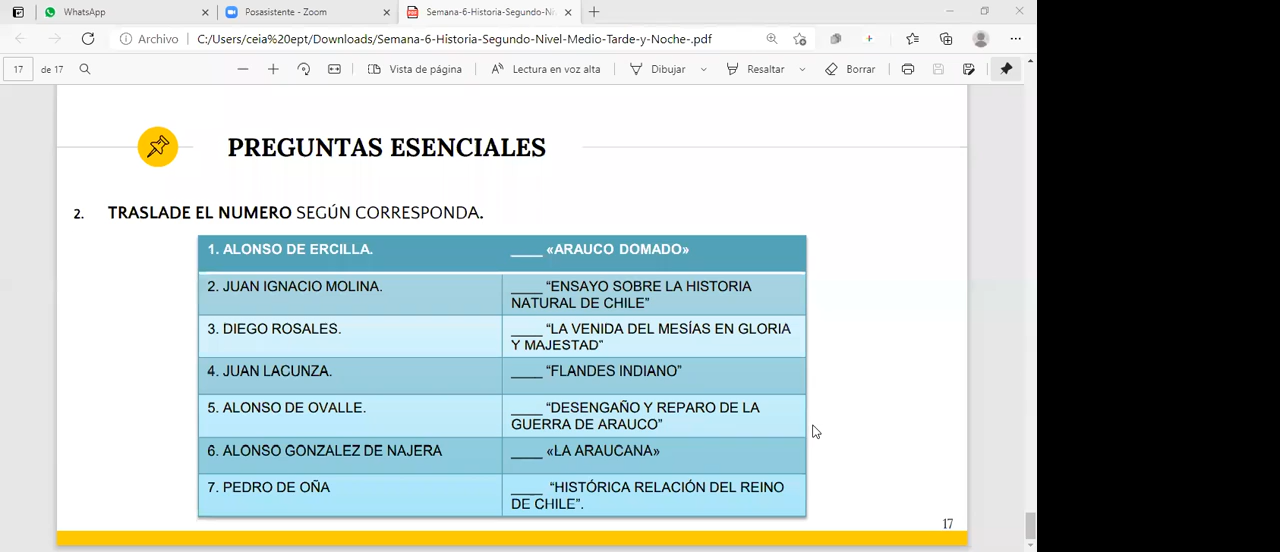 WhatsApp
Posasistente - Zoom
Semana-6-Historia-Segundo-Ni
Archivo
C:/Users/ceia%20ept/Downloads/Semana-6-Historia-Segundo-Nivel-Medio-Tarde-y-Noche-.pdf
17 de 17
Vista de página
Lectura en voz alta
Dibujar
Resaltar
Borrar
PREGUNTAS ESENCIALES
2. TRASLADE EL NUMERO SEGÚN CORRESPONDA.
1. ALONSO DE ERCILLA.
____ «ARAUCO DOMADO»
2. JUAN IGNACIO MOLINA.
____ “ENSAYO SOBRE LA HISTORIA
NATURAL DE CHILE”
3. DIEGO ROSALES.
____ “LA VENIDA DEL MESÍAS EN GLORIA
Y MAJESTAD”
4. JUAN LACUNZA.
____ “FLANDES INDIANO”
5. ALONSO DE OVALLE.
____ “DESENGAÑO Y REPARO DE LA
GUERRA DE ARAUCO”
6. ALONSO GONZALEZ DE NAJERA
____ «LA ARAUCANA»
7. PEDRO DE OÑA
____ “HISTÓRICA RELACIÓN DEL REINO
DE CHILE”.
17